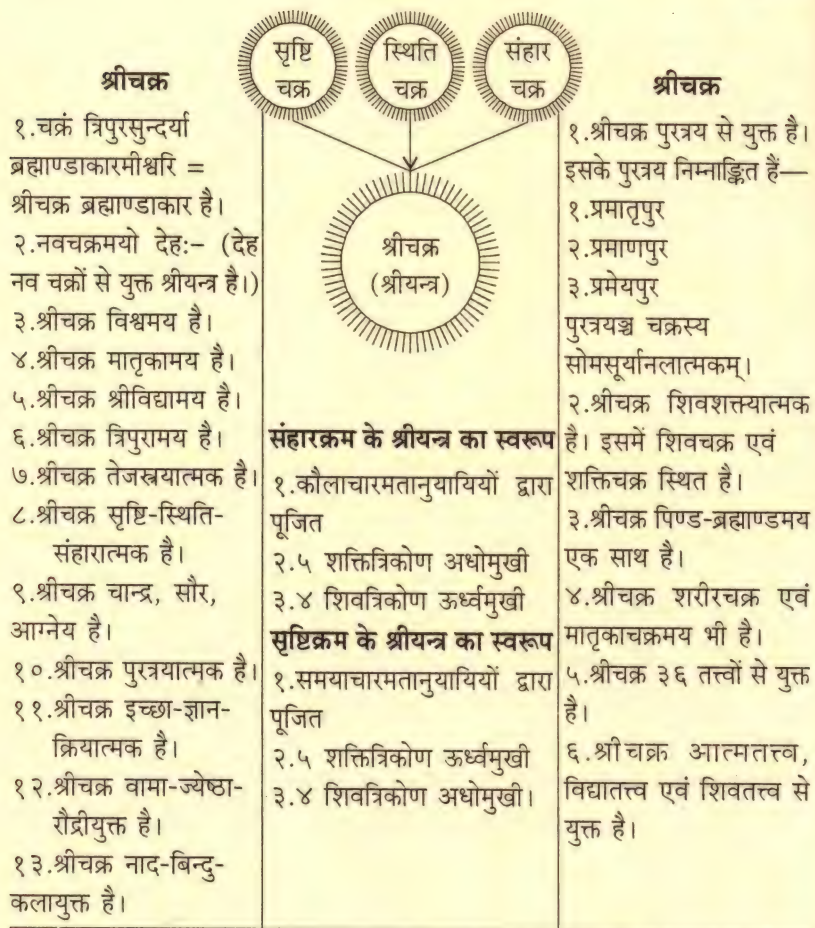 सृष्टि
चक्र
स्थिति
चक्र
संहार
चक्र
श्रीचक्र
(श्रीयन्त्र)
श्रीचक्र
१.चक्रं त्रिपुरसुन्दर्या
ब्रह्माण्डाकारमीश्वरि =
श्रीचक्र ब्रह्माण्डाकार है।
२.नवचक्रमयो देह:– (देह
नव चक्रों से युक्त श्रीयन्त्र है।)
३.श्रीचक्र विश्वमय है।
४.श्रीचक्र मातृकामय है।
५.श्रीचक्र श्रीविद्यामय है।
६.श्रीचक्र त्रिपुरामय है।
७.श्रीचक्र तेजस्त्रयात्मक है।
८.श्रीचक्र सृष्टि-स्थिति-
संहारात्मक है।
९.श्रीचक्र चान्द्र, सौर,
आग्नेय है।
१०.श्रीचक्र पुरत्रयात्मक है।
११.श्रीचक्र इच्छा-ज्ञान-
क्रियात्मक है।
१२.श्रीचक्र वामा-ज्येष्ठा-
रौद्रीयुक्त है।
१३.श्रीचक्र नाद-बिन्दु-
कलायुक्त है।
संहारक्रम के श्रीयन्त्र का स्वरूप
१.कौलाचारमतानुयायियों द्वारा
पूजित
२.५ शक्तित्रिकोण अधोमुखी
३.४ शिवत्रिकोण ऊर्ध्वमुखी
सृष्टिक्रम के श्रीयन्त्र का स्वरूप
१.समयाचारमतानुयायियों द्वारा
पूजित
२.५ शक्तित्रिकोण ऊर्ध्वमुखी
३.४ शिवत्रिकोण अधोमुखी।
श्रीचक्र
१.श्रीचक्र पुरत्रय से युक्त है।
इसके पुरत्रय निम्नाङ्कित हैं—
१.प्रमातृपुर
२.प्रमाणपुर
३.प्रमेयपुर
पुरत्रयञ्च चक्रस्य
सोमसूर्यानलात्मकम्।
२.श्रीचक्र शिवशक्त्यात्मक
है। इसमें शिवचक्र एवं
शक्तिचक्र स्थित है।
३.श्रीचक्र पिण्ड-ब्रह्माण्डमय
एक साथ है।
४.श्रीचक्र शरीरचक्र एवं
मातृकाचक्रमय भी है।
५.श्रीचक्र ३६ तत्त्वों से युक्त
है।
६.श्रीचक्र आत्मतत्त्व,
विद्यातत्त्व एवं शिवतत्त्व से
युक्त है।